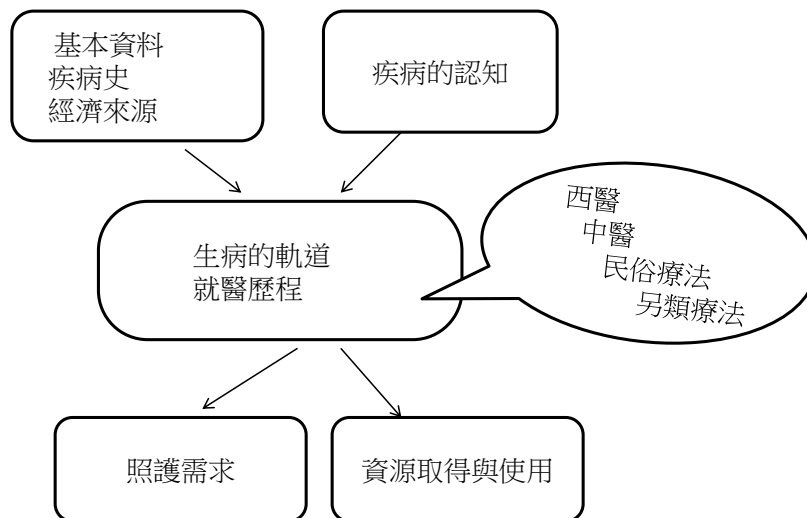 基本資料
疾病史
經濟來源
疾病的認知
生病的軌道
就醫歷程
西醫
中醫
民俗療法
另類療法
照護需求
資源取得與使用